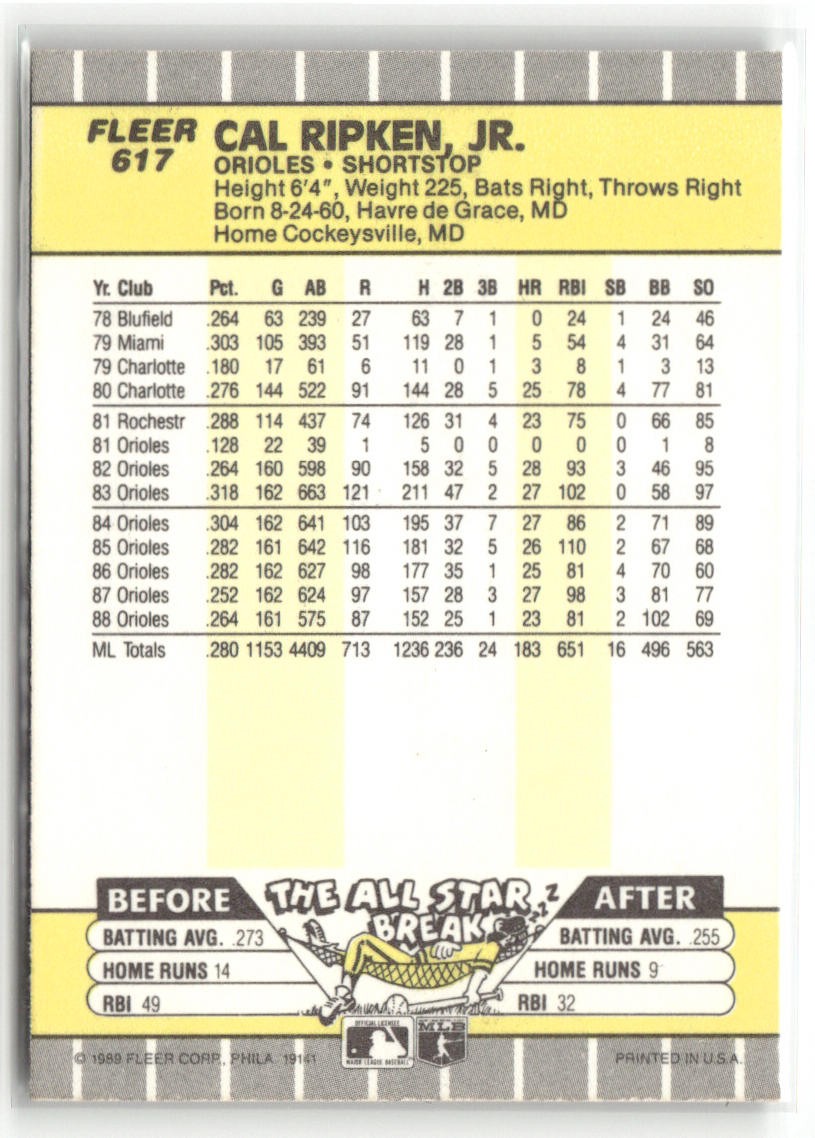 FLEER CAL RIPKEN, JR.
617 ORIOLES • SHORTSTOP
Height 6'4", Weight 225, Bats Right, Throws Right
Born 8-24-60, Havre de Grace, MD
Home Cockeysville, MD
Yr. Club Pct. G AB R H 2B 3B HR RBI SB BB SO
78 Blufield .264 63 239 27 63 7 1 0 24 1 24 46
79 Miami .303 105 393 51 119 28 1 5 54 4 31 64
79 Charlotte .180 17 61 6 11 0 1 3 8 1 3 13
80 Charlotte .276 144 522 91 144 28 5 25 78 4 77 81
81 Rochestr .288 114 437 74 126 31 4 23 75 0 66 85
81 Orioles .128 22 39 1 5 0 0 0 0 0 1 8
82 Orioles .264 160 598 90 158 32 5 28 93 3 46 95
83 Orioles .318 162 663 121 211 47 2 27 102 0 58 97
84 Orioles .304 162 641 103 195 37 7 27 86 2 71 89
85 Orioles .282 161 642 116 181 32 5 26 110 2 67 68
86 Orioles .282 162 627 98 177 35 1 25 81 4 70 60
87 Orioles .252 162 624 97 157 28 3 27 98 3 81 77
88 Orioles .264 161 575 87 152 25 1 23 81 2 102 69
ML Totals .280 1153 4409 713 1236 236 24 183 651 16 496 563
THE ALL STAR
BREAK
ZZZ
BEFORE
BATTING AVG. .273
HOME RUNS 14
RBI 49
AFTER
BATTING AVG. .255
HOME RUNS 9
RBI 32
OFFICIAL LICENSEE
MAJOR LEAGUE BASEBALL
MLB
© 1989 FLEER CORP., PHILA. 19141 PRINTED IN U.S.A.